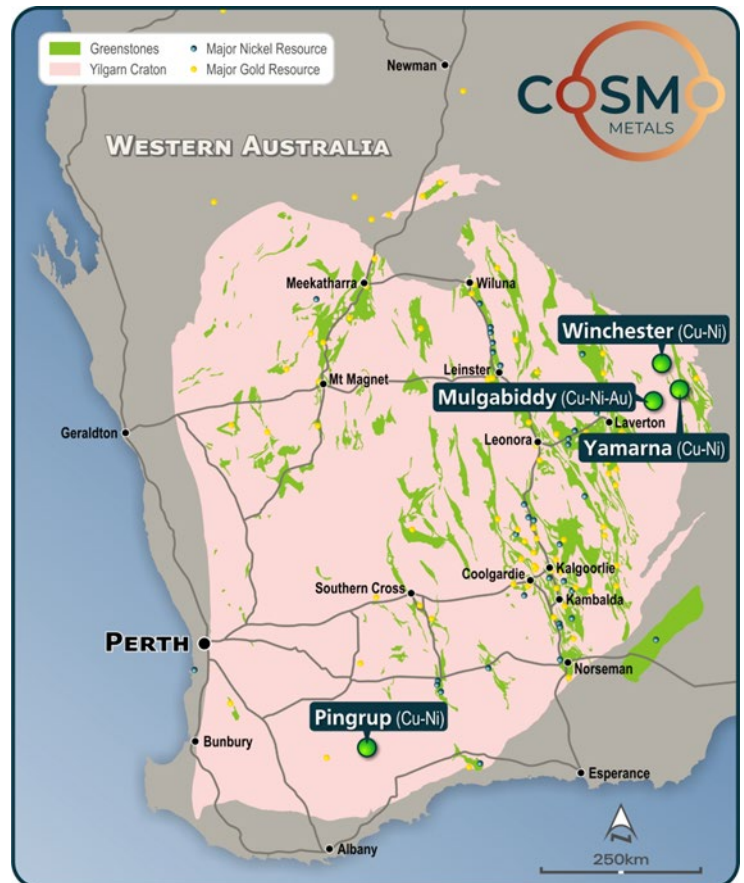 Greenstones
Major Nickel Resource
Yilgarn Craton
Major Gold Resource
Newman
COSMO
METALS
WESTERN AUSTRALIA
Meekatharra
Wiluna
Winchester (Cu-Ni)
Leinster
Mt Magnet
Mulgabiddy (Cu-Ni-Au)
Laverton
Geraldton
Leonora
Yamarna (Cu-Ni)
Coolgardie
Kalgoorlie
Southern Cross
Kambalda
PERTH
Norseman
Pingrup (Cu-Ni)
Bunbury
Esperance
N
Albany
250km